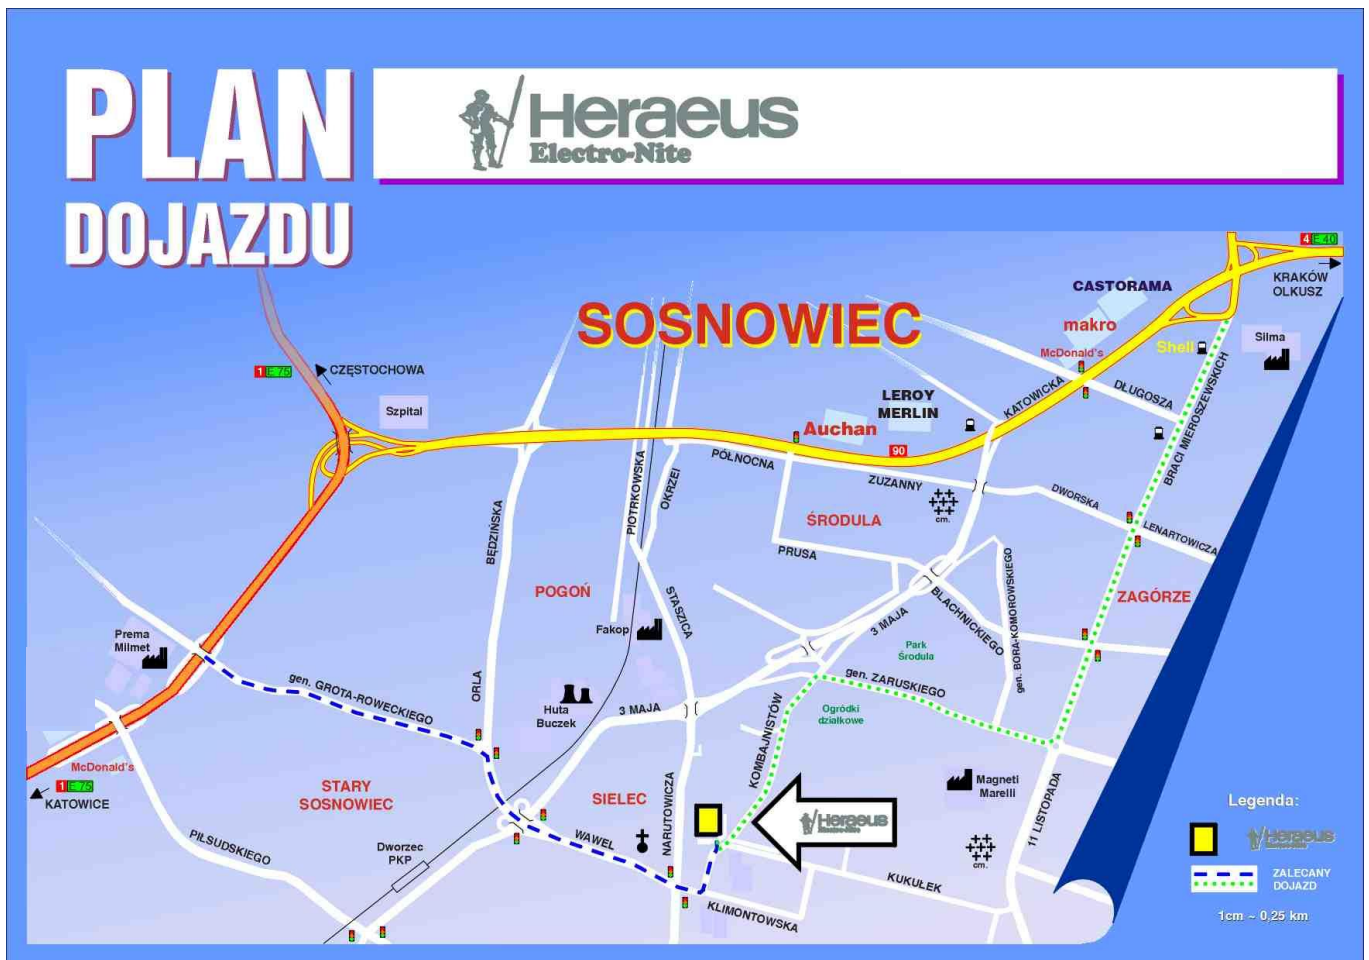 PLAN
DOJAZDU
Heraeus
Electro-Nite
SOSNOWIEC
4 E 40
KRAKÓW
OLKUSZ
CASTORAMA
makro
McDonald's
Shell
Silma
1 E 75
CZĘSTOCHOWA
Szpital
LEROY
MERLIN
KATOWICKA
DŁUGOSZA
BRACI MIEROSZEWSKICH
Auchan
90
PÓŁNOCNA
ZUZANNY
cm.
DWORSKA
LENARTOWICZA
BĘDZIŃSKA
PIOTRKOWSKA
OKRZEI
ŚRODULA
PRUSA
POGOŃ
STASZICA
Fakop
3 MAJA
BLACHNICKIEGO
gen. BORA-KOMOROWSKIEGO
ZAGÓRZE
Park
Środula
Prema
Milmet
gen. GROTA-ROWECKIEGO
ORLA
Huta
Buczek
3 MAJA
gen. ZARUSKIEGO
Ogródki
działkowe
KOMBAJNISTÓW
McDonald's
1 E 75
KATOWICE
STARY
SOSNOWIEC
SIELEC
NARUTOWICZA
Magneti
Marelli
11 LISTOPADA
Heraeus
Electro-Nite
PIŁSUDSKIEGO
Dworzec
PKP
WAWEL
cm.
KUKUŁEK
KLIMONTOWSKA
Legenda:
Heraeus
ZALECANY
DOJAZD
1cm ~ 0,25 km